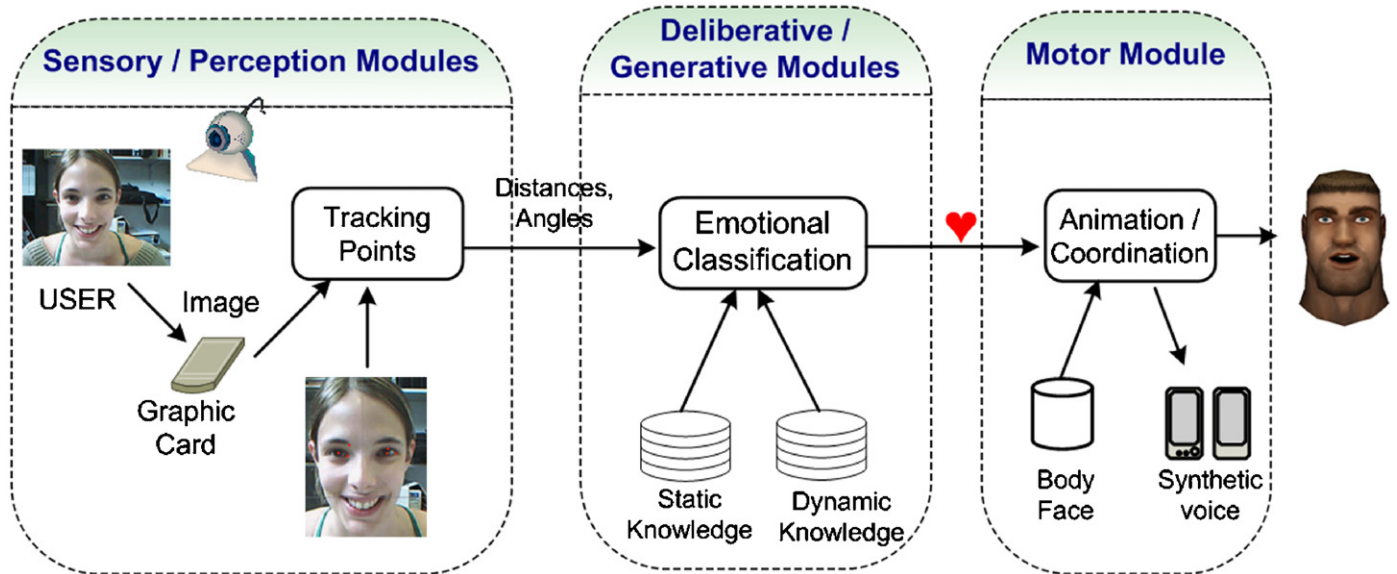 Sensory / Perception Modules
Deliberative /
Generative Modules
Motor Module
USER
Image
Graphic
Card
Tracking
Points
Distances,
Angles
Emotional
Classification
Static
Knowledge
Dynamic
Knowledge
Animation /
Coordination
Body
Face
Synthetic
voice